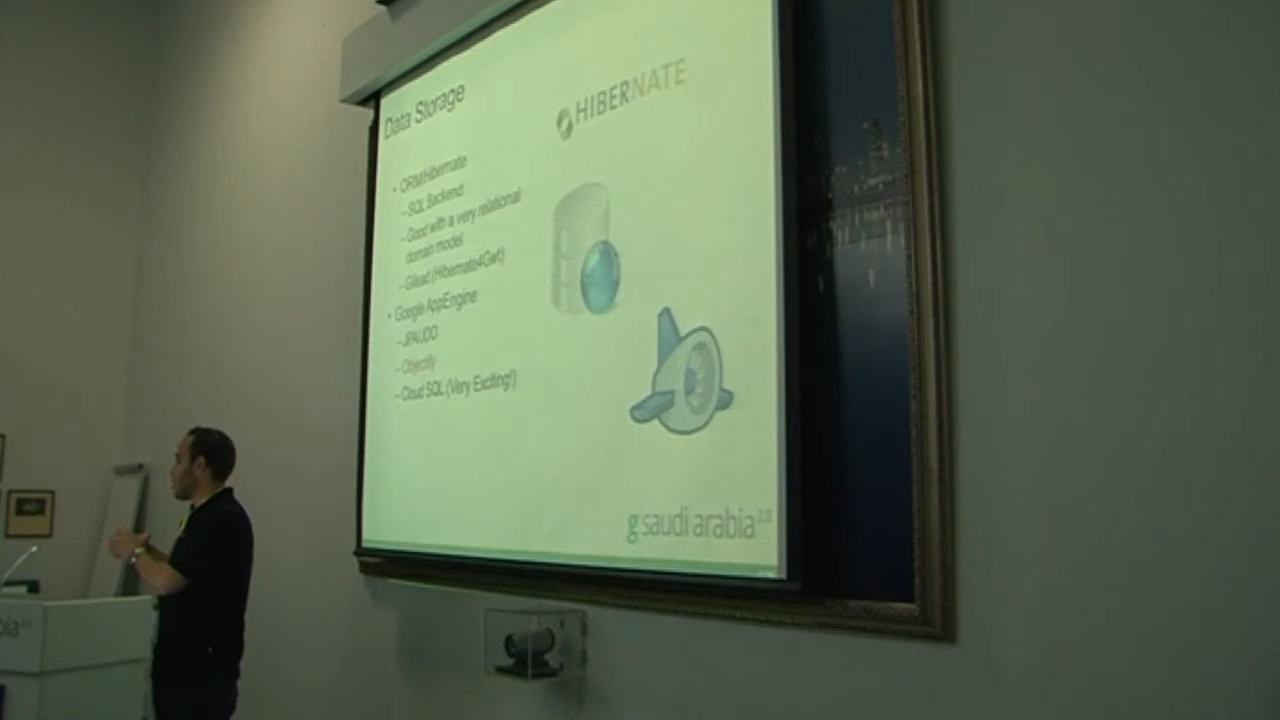 Data Storage
HIBERNATE
• ORM/Hibernate
–SQL Backend
–Good with a very relational
domain model
–Gilead (Hibernate4Gwt)
• Google AppEngine
–JPA/JDO
–Objectify
–Cloud SQL (Very Exciting!)
g saudi arabia 2.0